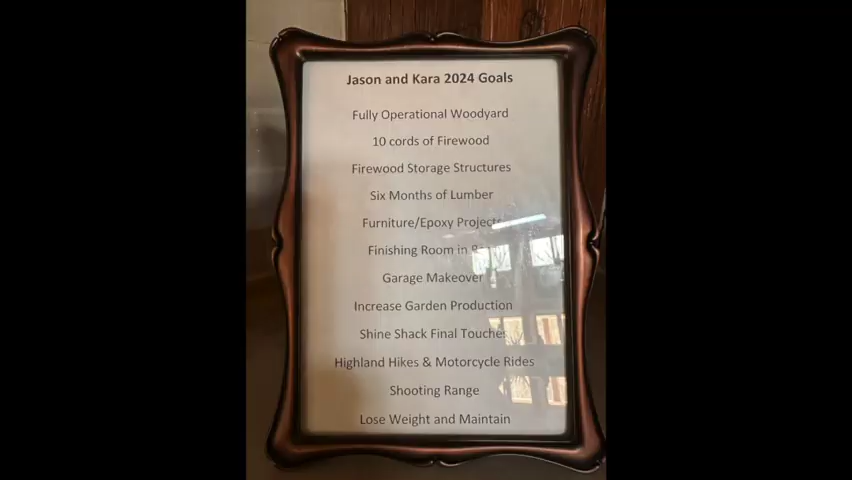 Jason and Kara 2024 Goals
Fully Operational Woodyard
10 cords of Firewood
Firewood Storage Structures
Six Months of Lumber
Furniture/Epoxy Projects
Finishing Room in
Garage Makeover
Increase Garden Production
Shine Shack Final Touches
Highland Hikes & Motorcycle Rides
Shooting Range
Lose Weight and Maintain